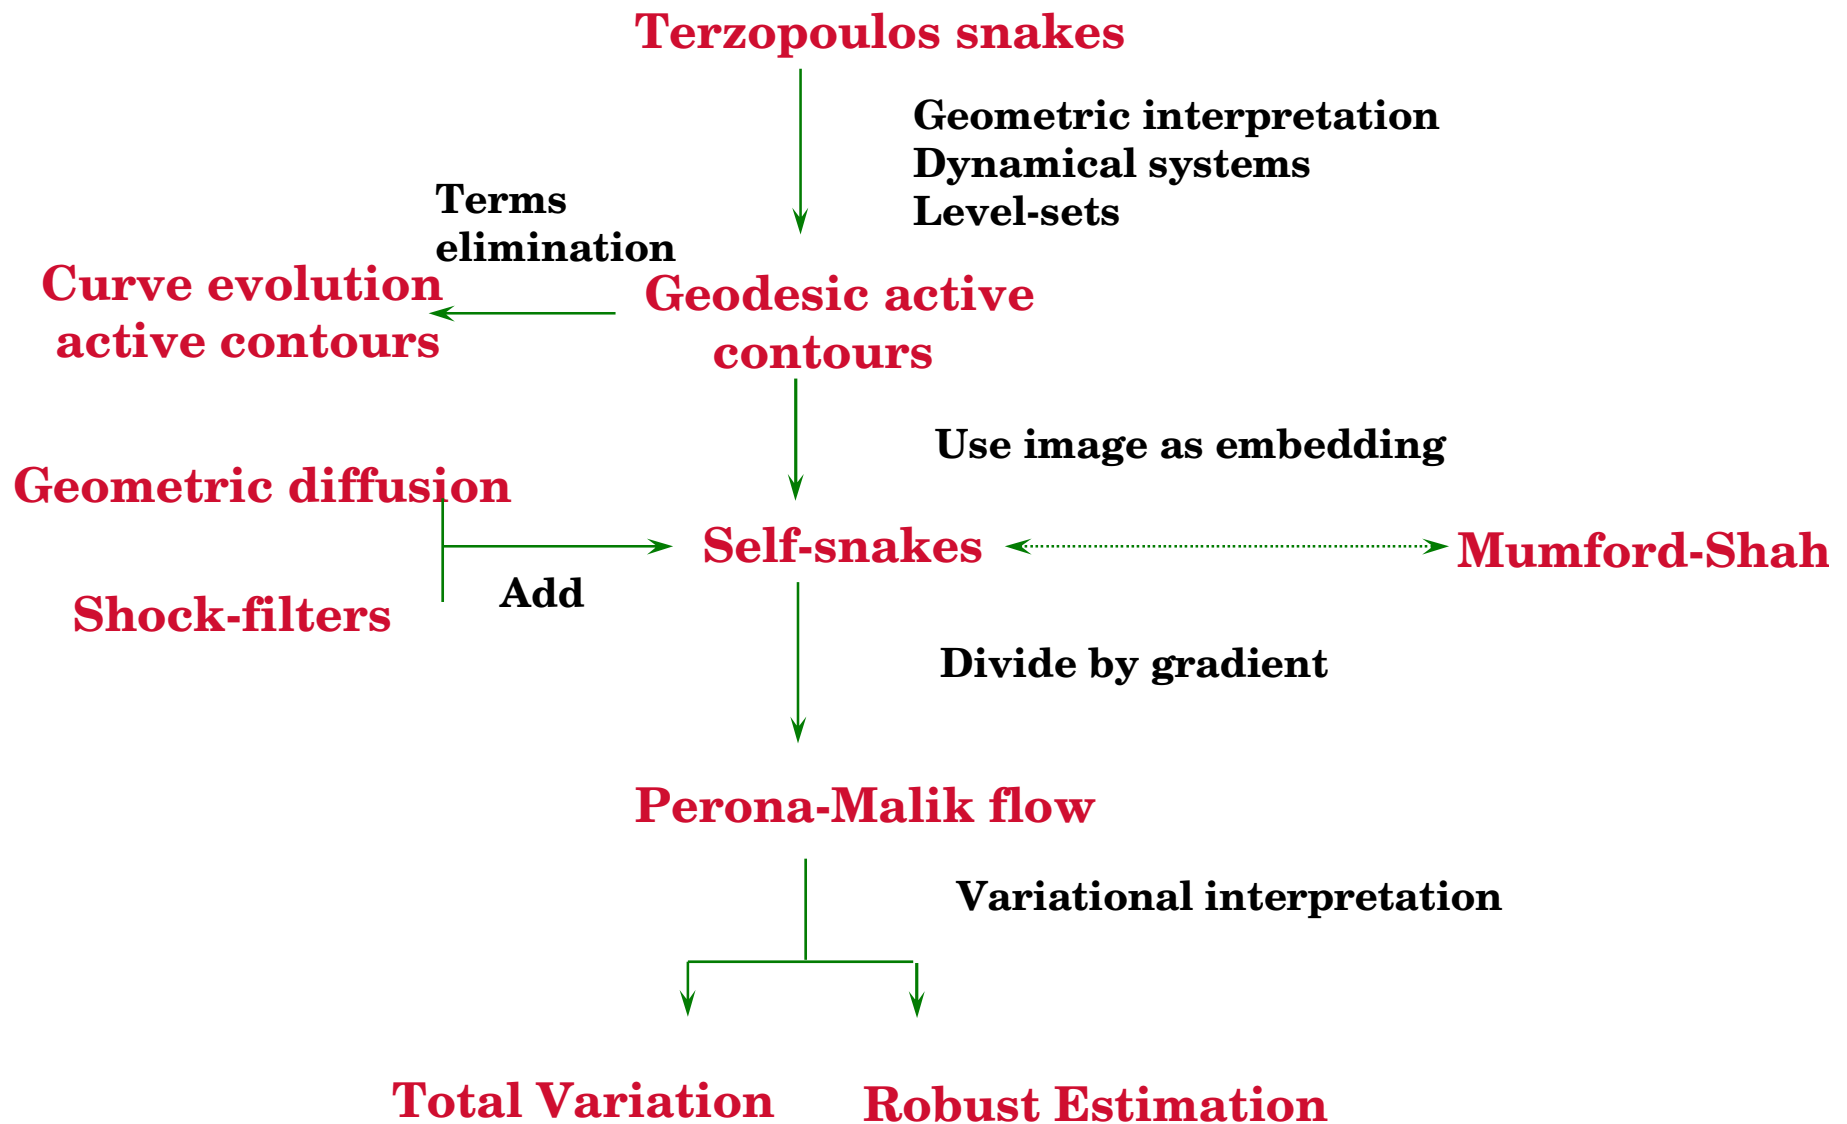 Terzopoulos snakes
Geometric interpretation
Dynamical systems
Level-sets
Terms
elimination
Curve evolution
active contours
Geodesic active
contours
Use image as embedding
Geometric diffusion
Self-snakes
Mumford-Shah
Add
Shock-filters
Divide by gradient
Perona-Malik flow
Variational interpretation
Total Variation
Robust Estimation